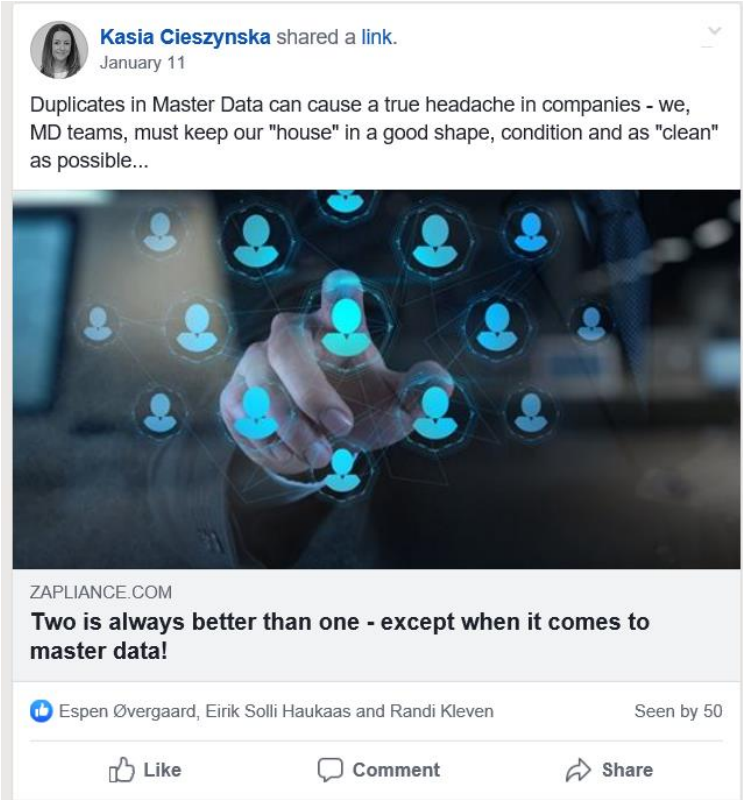 Kasia Cieszynska shared a link.
January 11
Duplicates in Master Data can cause a true headache in companies - we,
MD teams, must keep our "house" in a good shape, condition and as "clean"
as possible...
ZAPLIANCE.COM
Two is always better than one - except when it comes to
master data!
Espen Øvergaard, Eirik Solli Haukaas and Randi Kleven Seen by 50
Like Comment Share